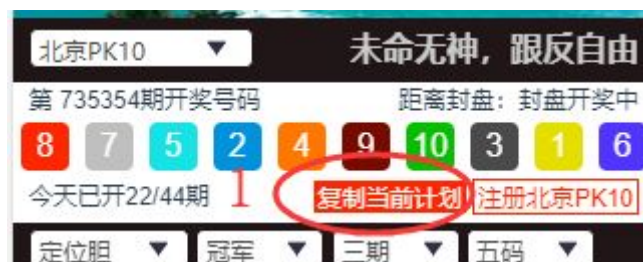 北京PK10 ▼ 未命无神，跟反自由
第 735354期开奖号码 距离封盘：封盘开奖中
8 7 5 2 4 9 10 3 1 6
今天已开22/44期 1 复制当前计划 注册北京PK10
定位胆 ▼ 冠军 ▼ 三期 ▼ 五码 ▼